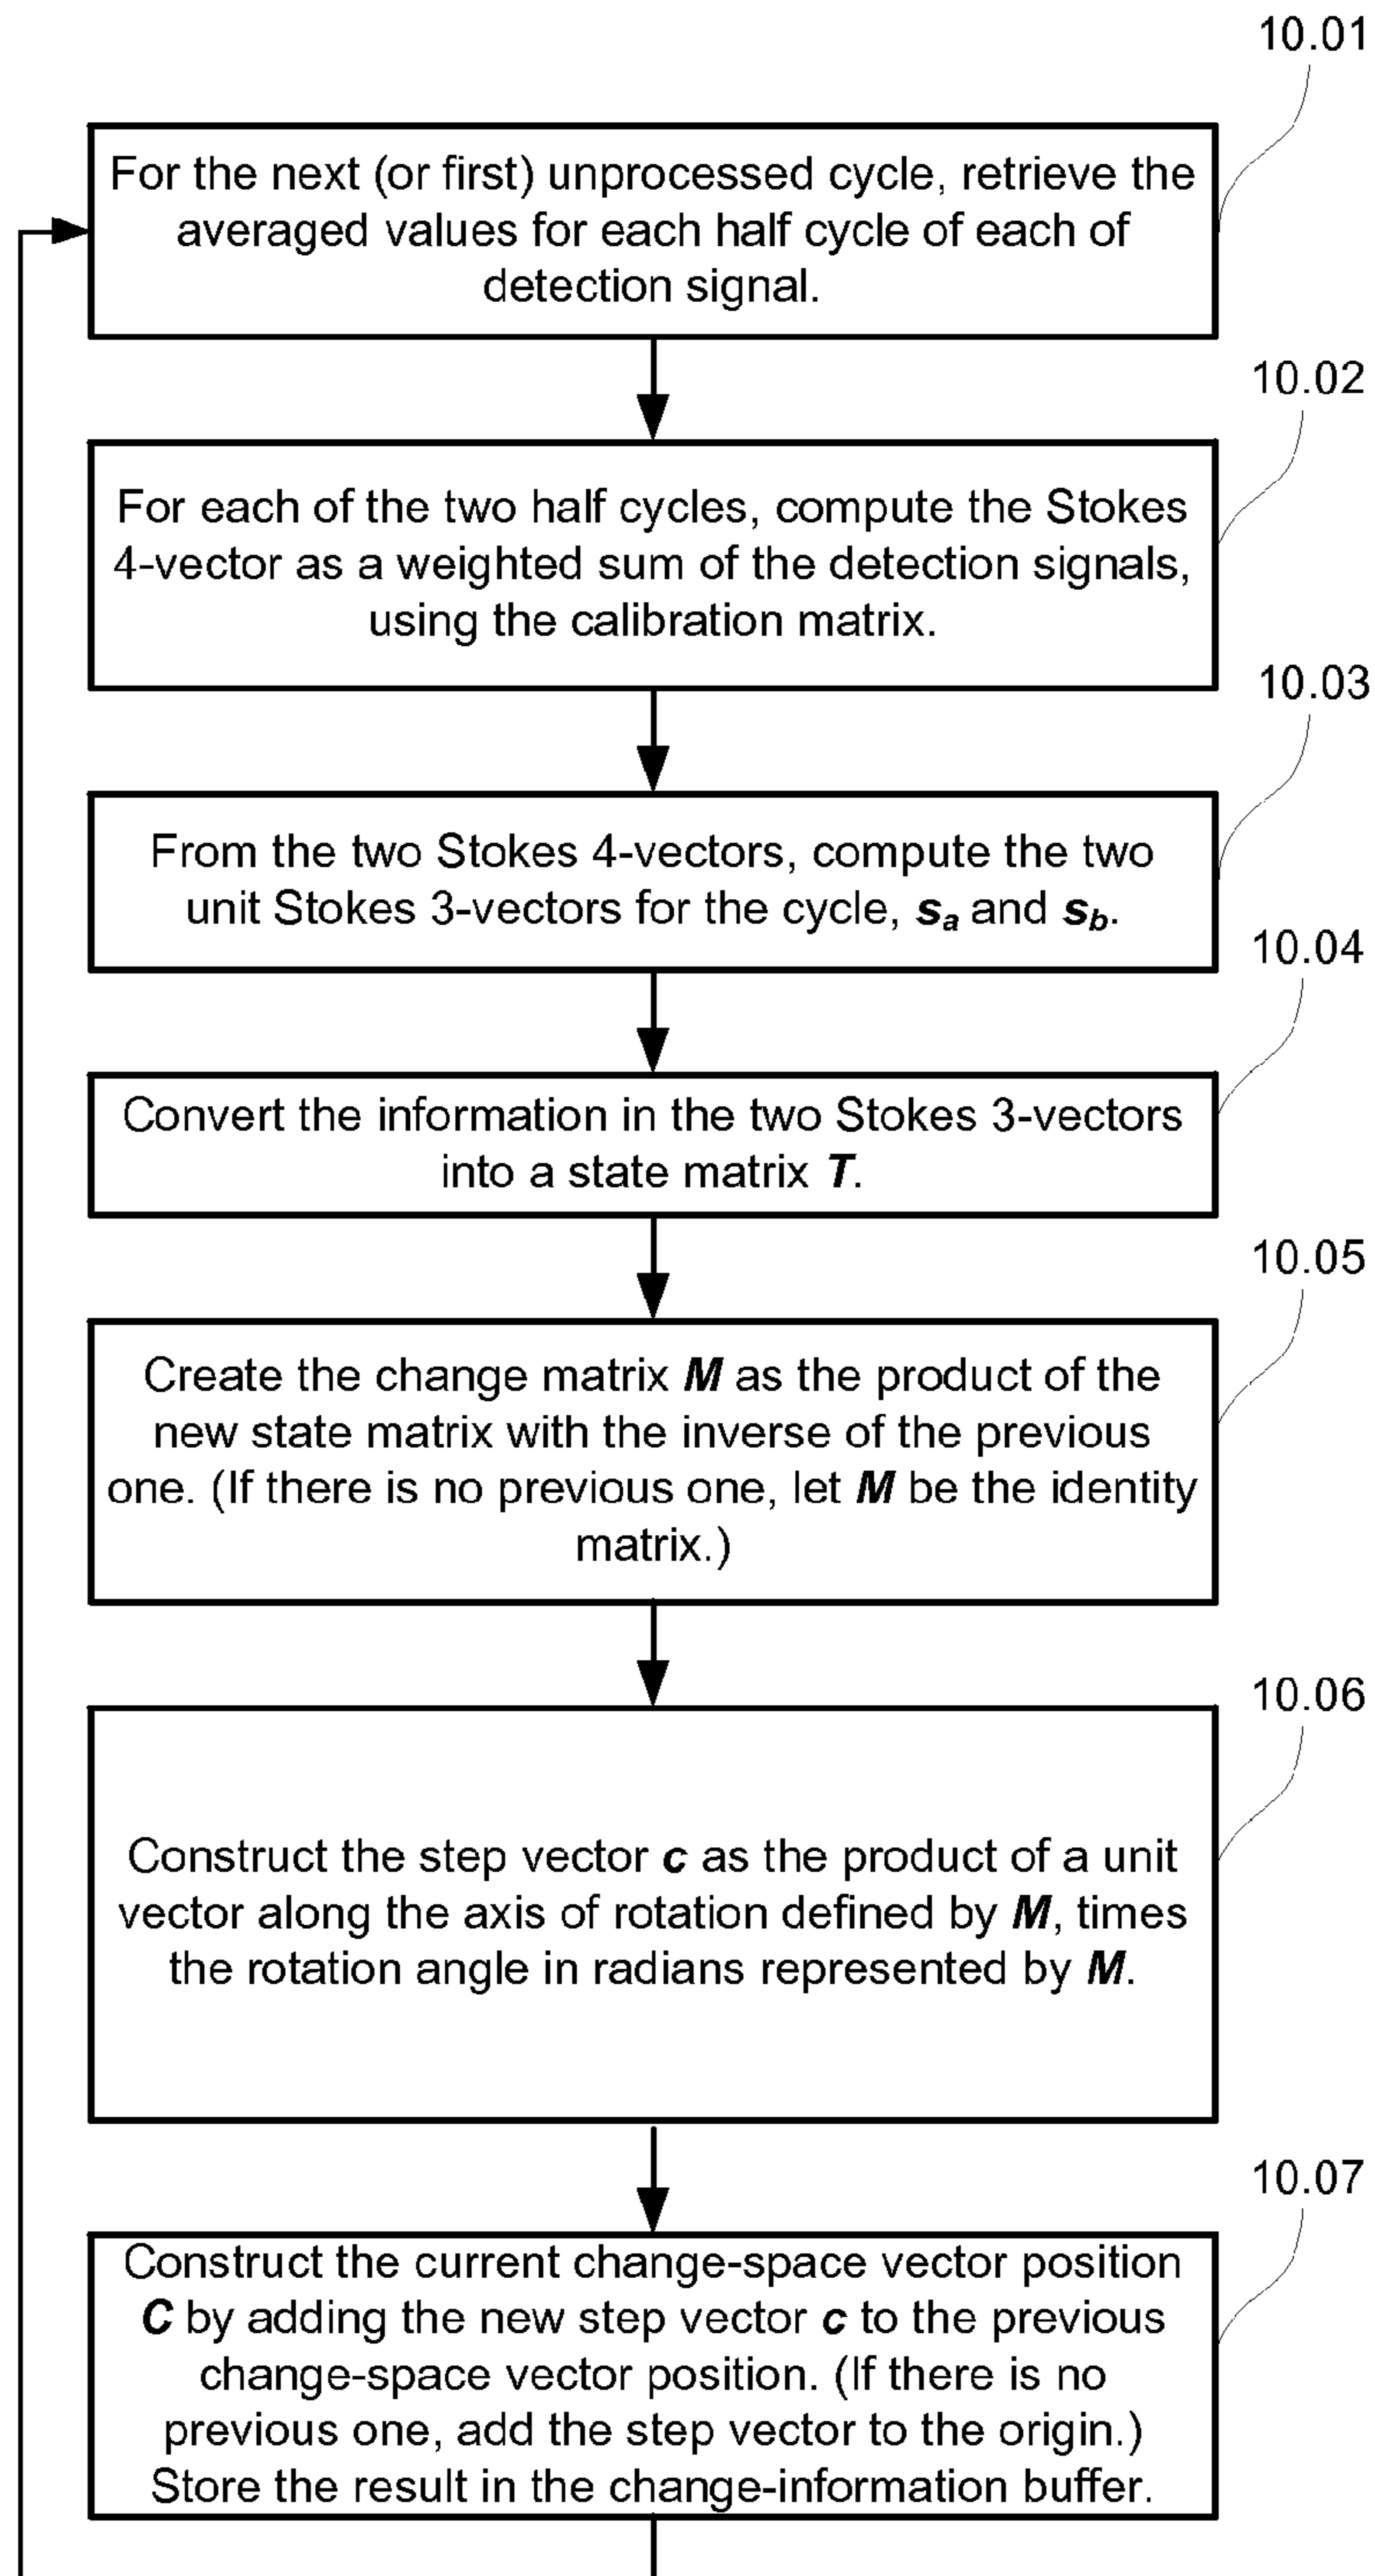 10.01
For the next (or first) unprocessed cycle, retrieve the
averaged values for each half cycle of each of
detection signal.
10.02
For each of the two half cycles, compute the Stokes
4-vector as a weighted sum of the detection signals,
using the calibration matrix.
10.03
From the two Stokes 4-vectors, compute the two
unit Stokes 3-vectors for the cycle, sa and sb.
10.04
Convert the information in the two Stokes 3-vectors
into a state matrix T.
10.05
Create the change matrix M as the product of the
new state matrix with the inverse of the previous
one. (If there is no previous one, let M be the identity
matrix.)
10.06
Construct the step vector c as the product of a unit
vector along the axis of rotation defined by M, times
the rotation angle in radians represented by M.
10.07
Construct the current change-space vector position
C by adding the new step vector c to the previous
change-space vector position. (If there is no
previous one, add the step vector to the origin.)
Store the result in the change-information buffer.